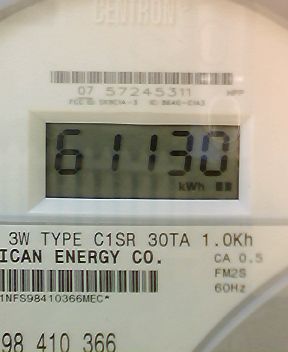 CENTRON
07 57245311
61130
kWh
3W TYPE C1SR 30TA 1.0Kh
ICAN ENERGY CO.
CA 0.5
FM2S
60Hz
1NFS98410366MEC*
98 410 366